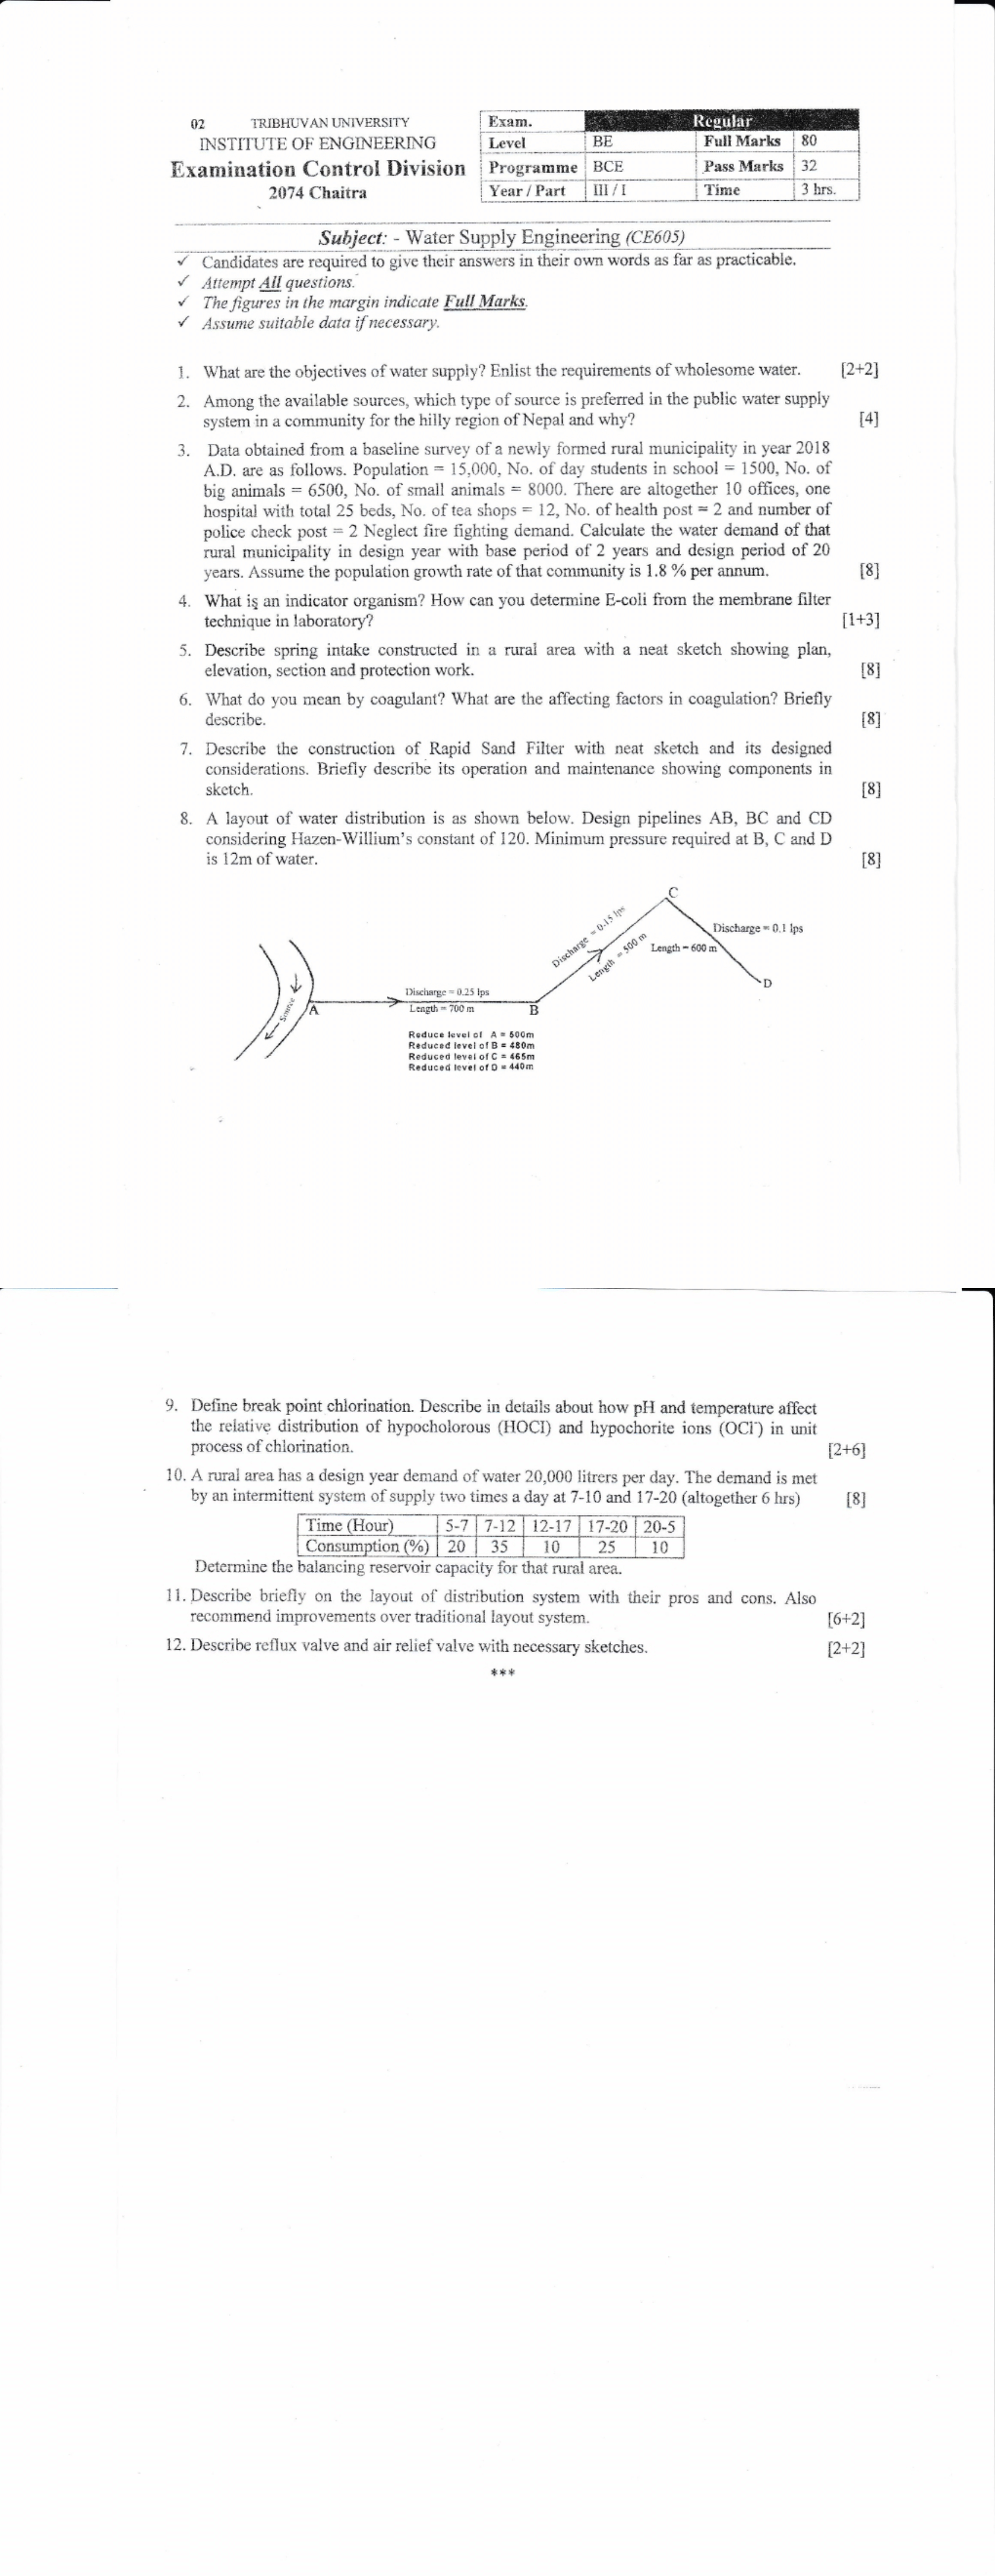 02 TRIBHUVAN UNIVERSITY
INSTITUTE OF ENGINEERING
Examination Control Division
2074 Chaitra
Exam. Regular
Level BE Full Marks 80
Programme BCE Pass Marks 32
Year / Part III / I Time 3 hrs.
Subject: - Water Supply Engineering (CE605)
✓ Candidates are required to give their answers in their own words as far as practicable.
✓ Attempt All questions.
✓ The figures in the margin indicate Full Marks.
✓ Assume suitable data if necessary.
1. What are the objectives of water supply? Enlist the requirements of wholesome water. [2+2]
2. Among the available sources, which type of source is preferred in the public water supply
system in a community for the hilly region of Nepal and why? [4]
3. Data obtained from a baseline survey of a newly formed rural municipality in year 2018
A.D. are as follows. Population = 15,000, No. of day students in school = 1500, No. of
big animals = 6500, No. of small animals = 8000. There are altogether 10 offices, one
hospital with total 25 beds, No. of tea shops = 12, No. of health post = 2 and number of
police check post = 2 Neglect fire fighting demand. Calculate the water demand of that
rural municipality in design year with base period of 2 years and design period of 20
years. Assume the population growth rate of that community is 1.8 % per annum. [8]
4. What is an indicator organism? How can you determine E-coli from the membrane filter
technique in laboratory? [1+3]
5. Describe spring intake constructed in a rural area with a neat sketch showing plan,
elevation, section and protection work. [8]
6. What do you mean by coagulant? What are the affecting factors in coagulation? Briefly
describe. [8]
7. Describe the construction of Rapid Sand Filter with neat sketch and its designed
considerations. Briefly describe its operation and maintenance showing components in
sketch. [8]
8. A layout of water distribution is as shown below. Design pipelines AB, BC and CD
considering Hazen-Willium's constant of 120. Minimum pressure required at B, C and D
is 12m of water. [8]
C
Discharge = 0.15 lps
Length = 500 m
Discharge = 0.1 lps
Length = 600 m
D
Source
A
Discharge = 0.25 lps
Length = 700 m
B
Reduce level of A = 500m
Reduced level of B = 480m
Reduced level of C = 465m
Reduced level of D = 440m
9. Define break point chlorination. Describe in details about how pH and temperature affect
the relative distribution of hypocholorous (HOCl) and hypochorite ions (OCl⁻) in unit
process of chlorination. [2+6]
10. A rural area has a design year demand of water 20,000 litrers per day. The demand is met
by an intermittent system of supply two times a day at 7-10 and 17-20 (altogether 6 hrs) [8]
Time (Hour) 5-7 7-12 12-17 17-20 20-5
Consumption (%) 20 35 10 25 10
Determine the balancing reservoir capacity for that rural area.
11. Describe briefly on the layout of distribution system with their pros and cons. Also
recommend improvements over traditional layout system. [6+2]
12. Describe reflux valve and air relief valve with necessary sketches. [2+2]
***